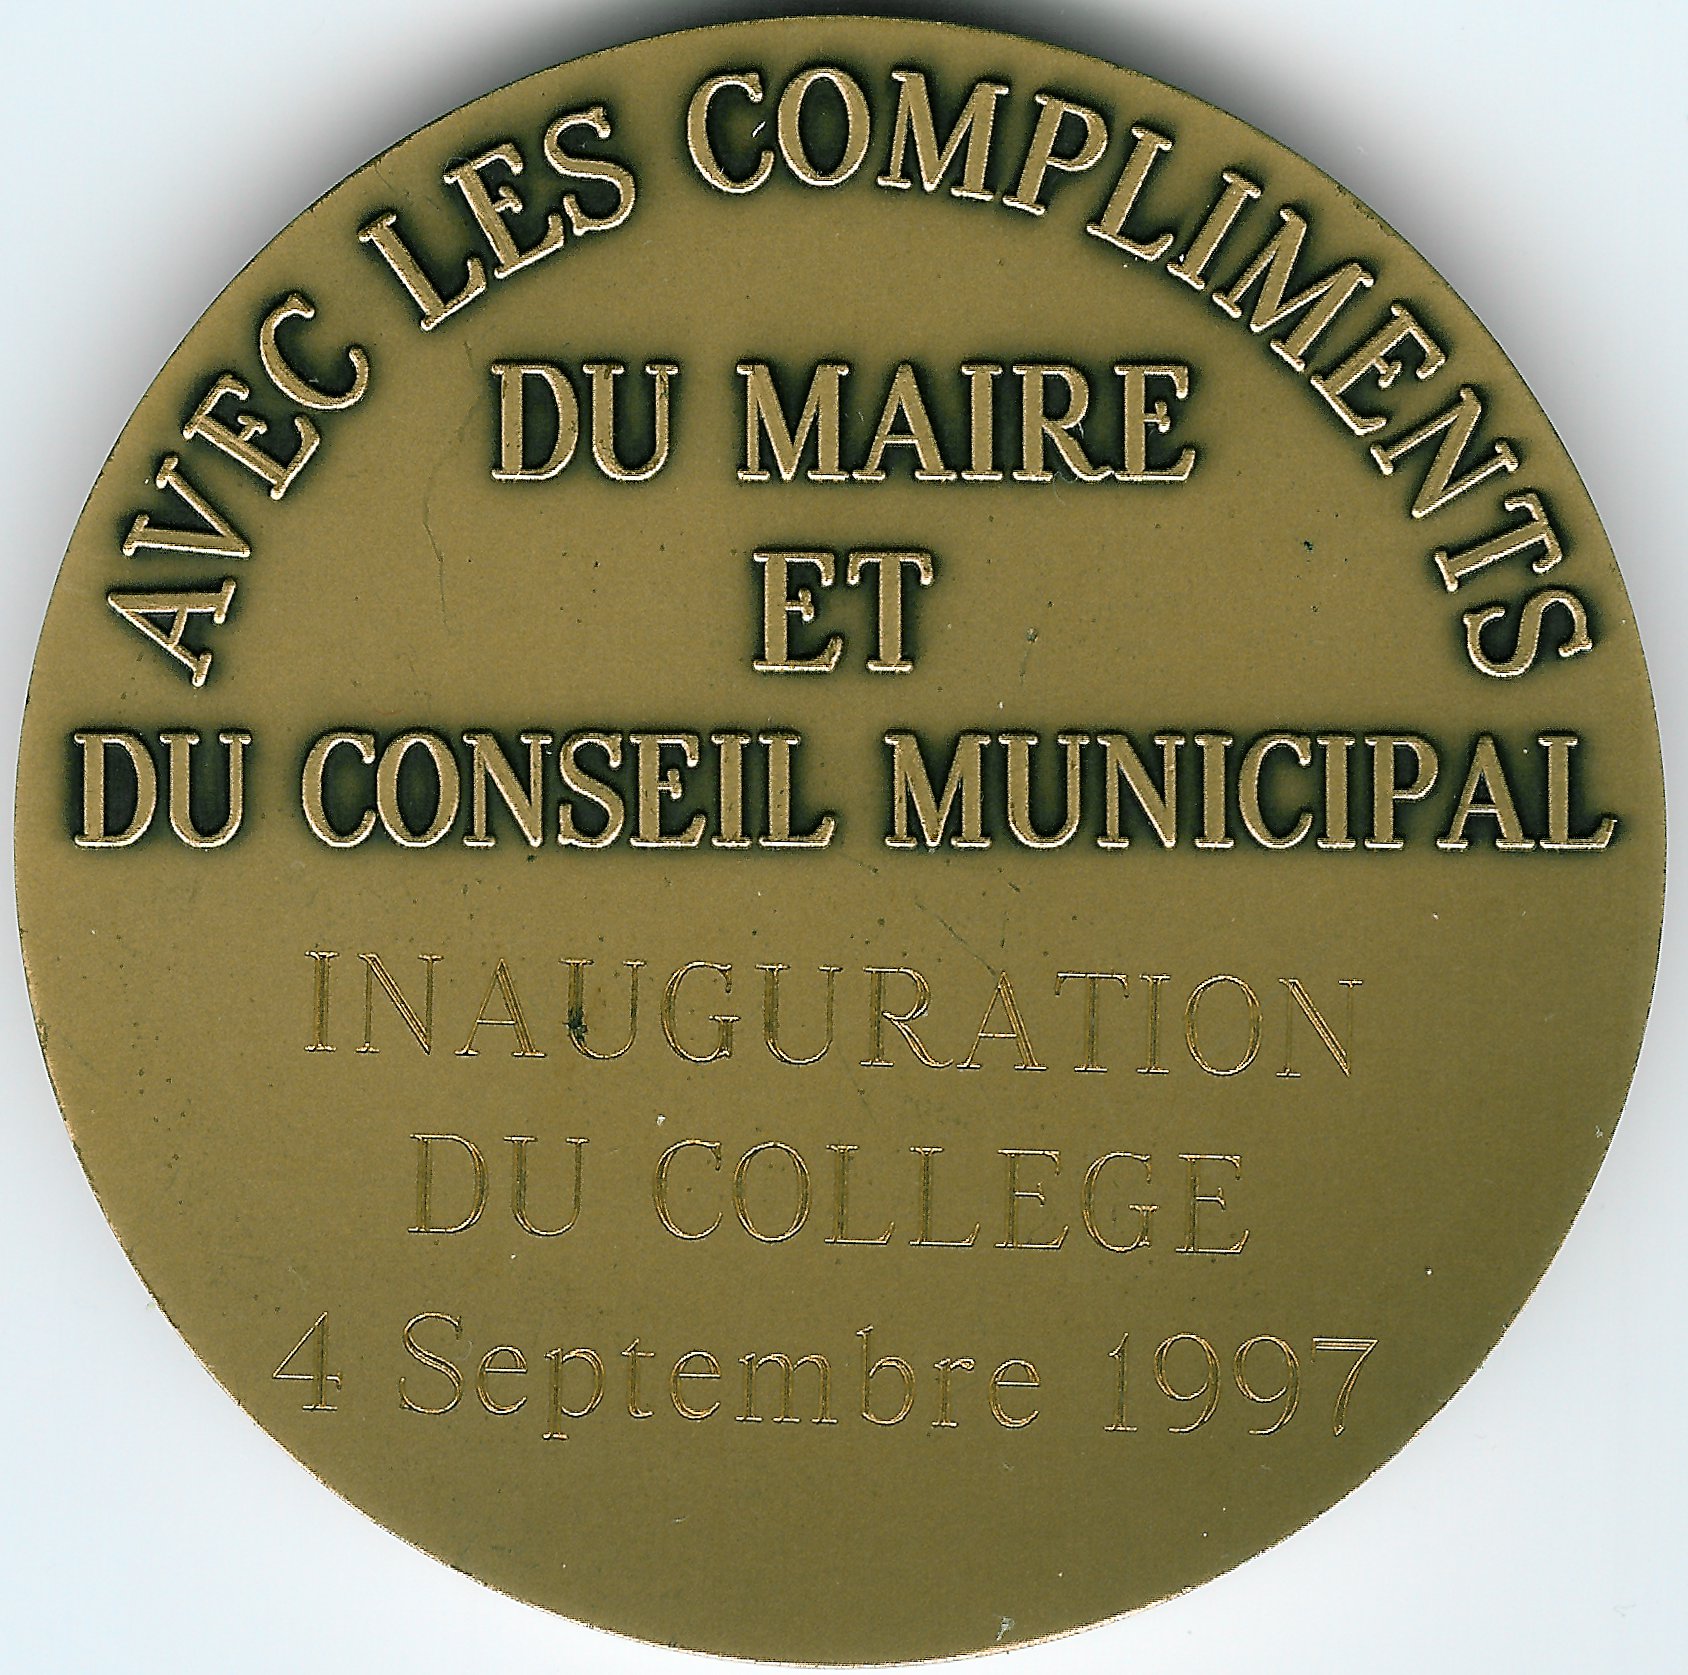 AVEC LES COMPLIMENTS
DU MAIRE
ET
DU CONSEIL MUNICIPAL
INAUGURATION
DU COLLEGE
4 Septembre 1997